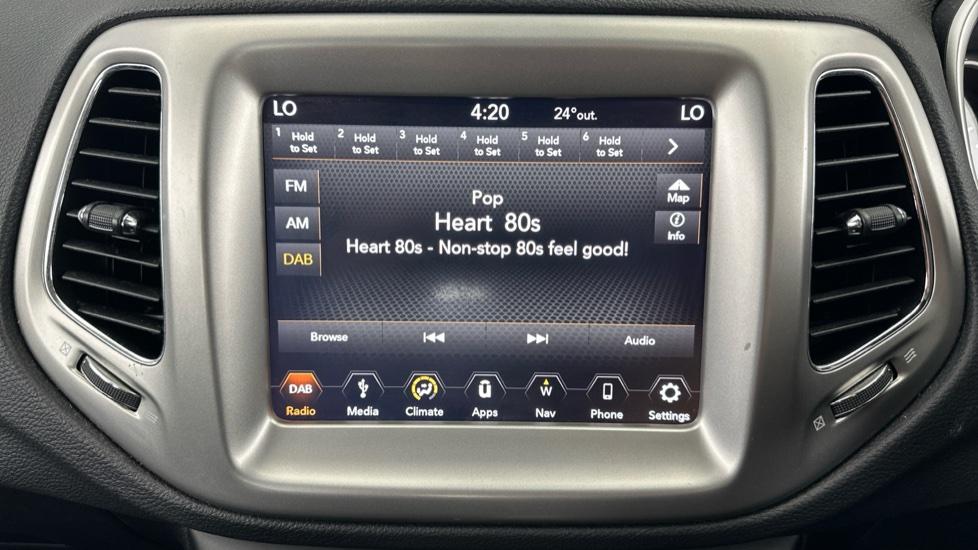 LO 4:20 24°out. LO
1 Hold to Set 2 Hold to Set 3 Hold to Set 4 Hold to Set 5 Hold to Set 6 Hold to Set
FM
AM
DAB
Pop
Heart 80s
Heart 80s - Non-stop 80s feel good!
Map
Info
Browse Audio
DAB W
Radio Media Climate Apps Nav Phone Settings